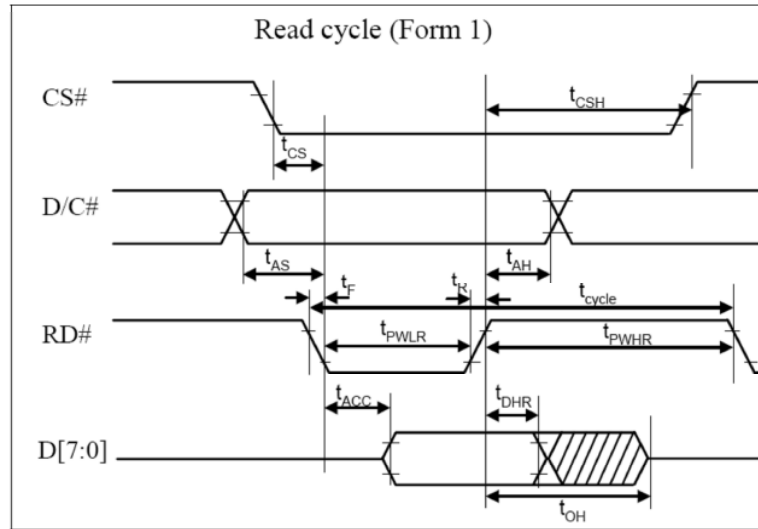 Read cycle (Form 1)
CS#
tCSH
tCS
D/C#
tAS
tAH
tF
tR
tcycle
RD#
tPWLR
tPWHR
tACC
tDHR
D[7:0]
tOH